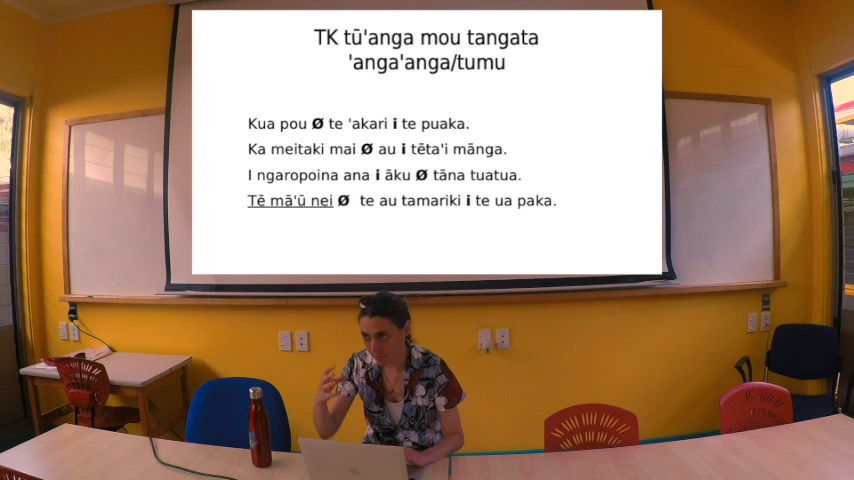 TK tū'anga mou tangata
'anga'anga/tumu
Kua pou Ø te 'akari i te puaka.
Ka meitaki mai Ø au i tēta'i mānga.
I ngaropoina ana i āku Ø tāna tuatua.
Tē mā'ū nei Ø te au tamariki i te ua paka.